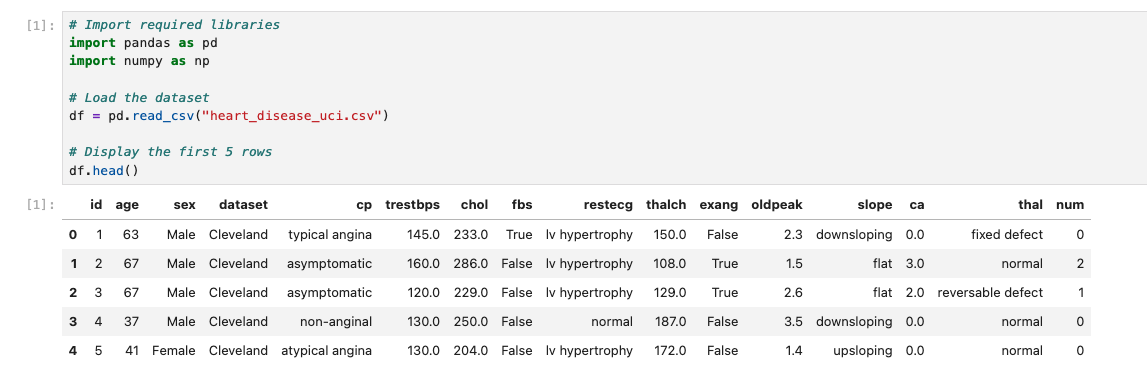 [1]: # Import required libraries
import pandas as pd
import numpy as np
# Load the dataset
df = pd.read_csv("heart_disease_uci.csv")
# Display the first 5 rows
df.head()
[1]: id age sex dataset cp trestbps chol fbs restecg thalch exang oldpeak slope ca thal num
0 1 63 Male Cleveland typical angina 145.0 233.0 True lv hypertrophy 150.0 False 2.3 downsloping 0.0 fixed defect 0
1 2 67 Male Cleveland asymptomatic 160.0 286.0 False lv hypertrophy 108.0 True 1.5 flat 3.0 normal 2
2 3 67 Male Cleveland asymptomatic 120.0 229.0 False lv hypertrophy 129.0 True 2.6 flat 2.0 reversable defect 1
3 4 37 Male Cleveland non-anginal 130.0 250.0 False normal 187.0 False 3.5 downsloping 0.0 normal 0
4 5 41 Female Cleveland atypical angina 130.0 204.0 False lv hypertrophy 172.0 False 1.4 upsloping 0.0 normal 0